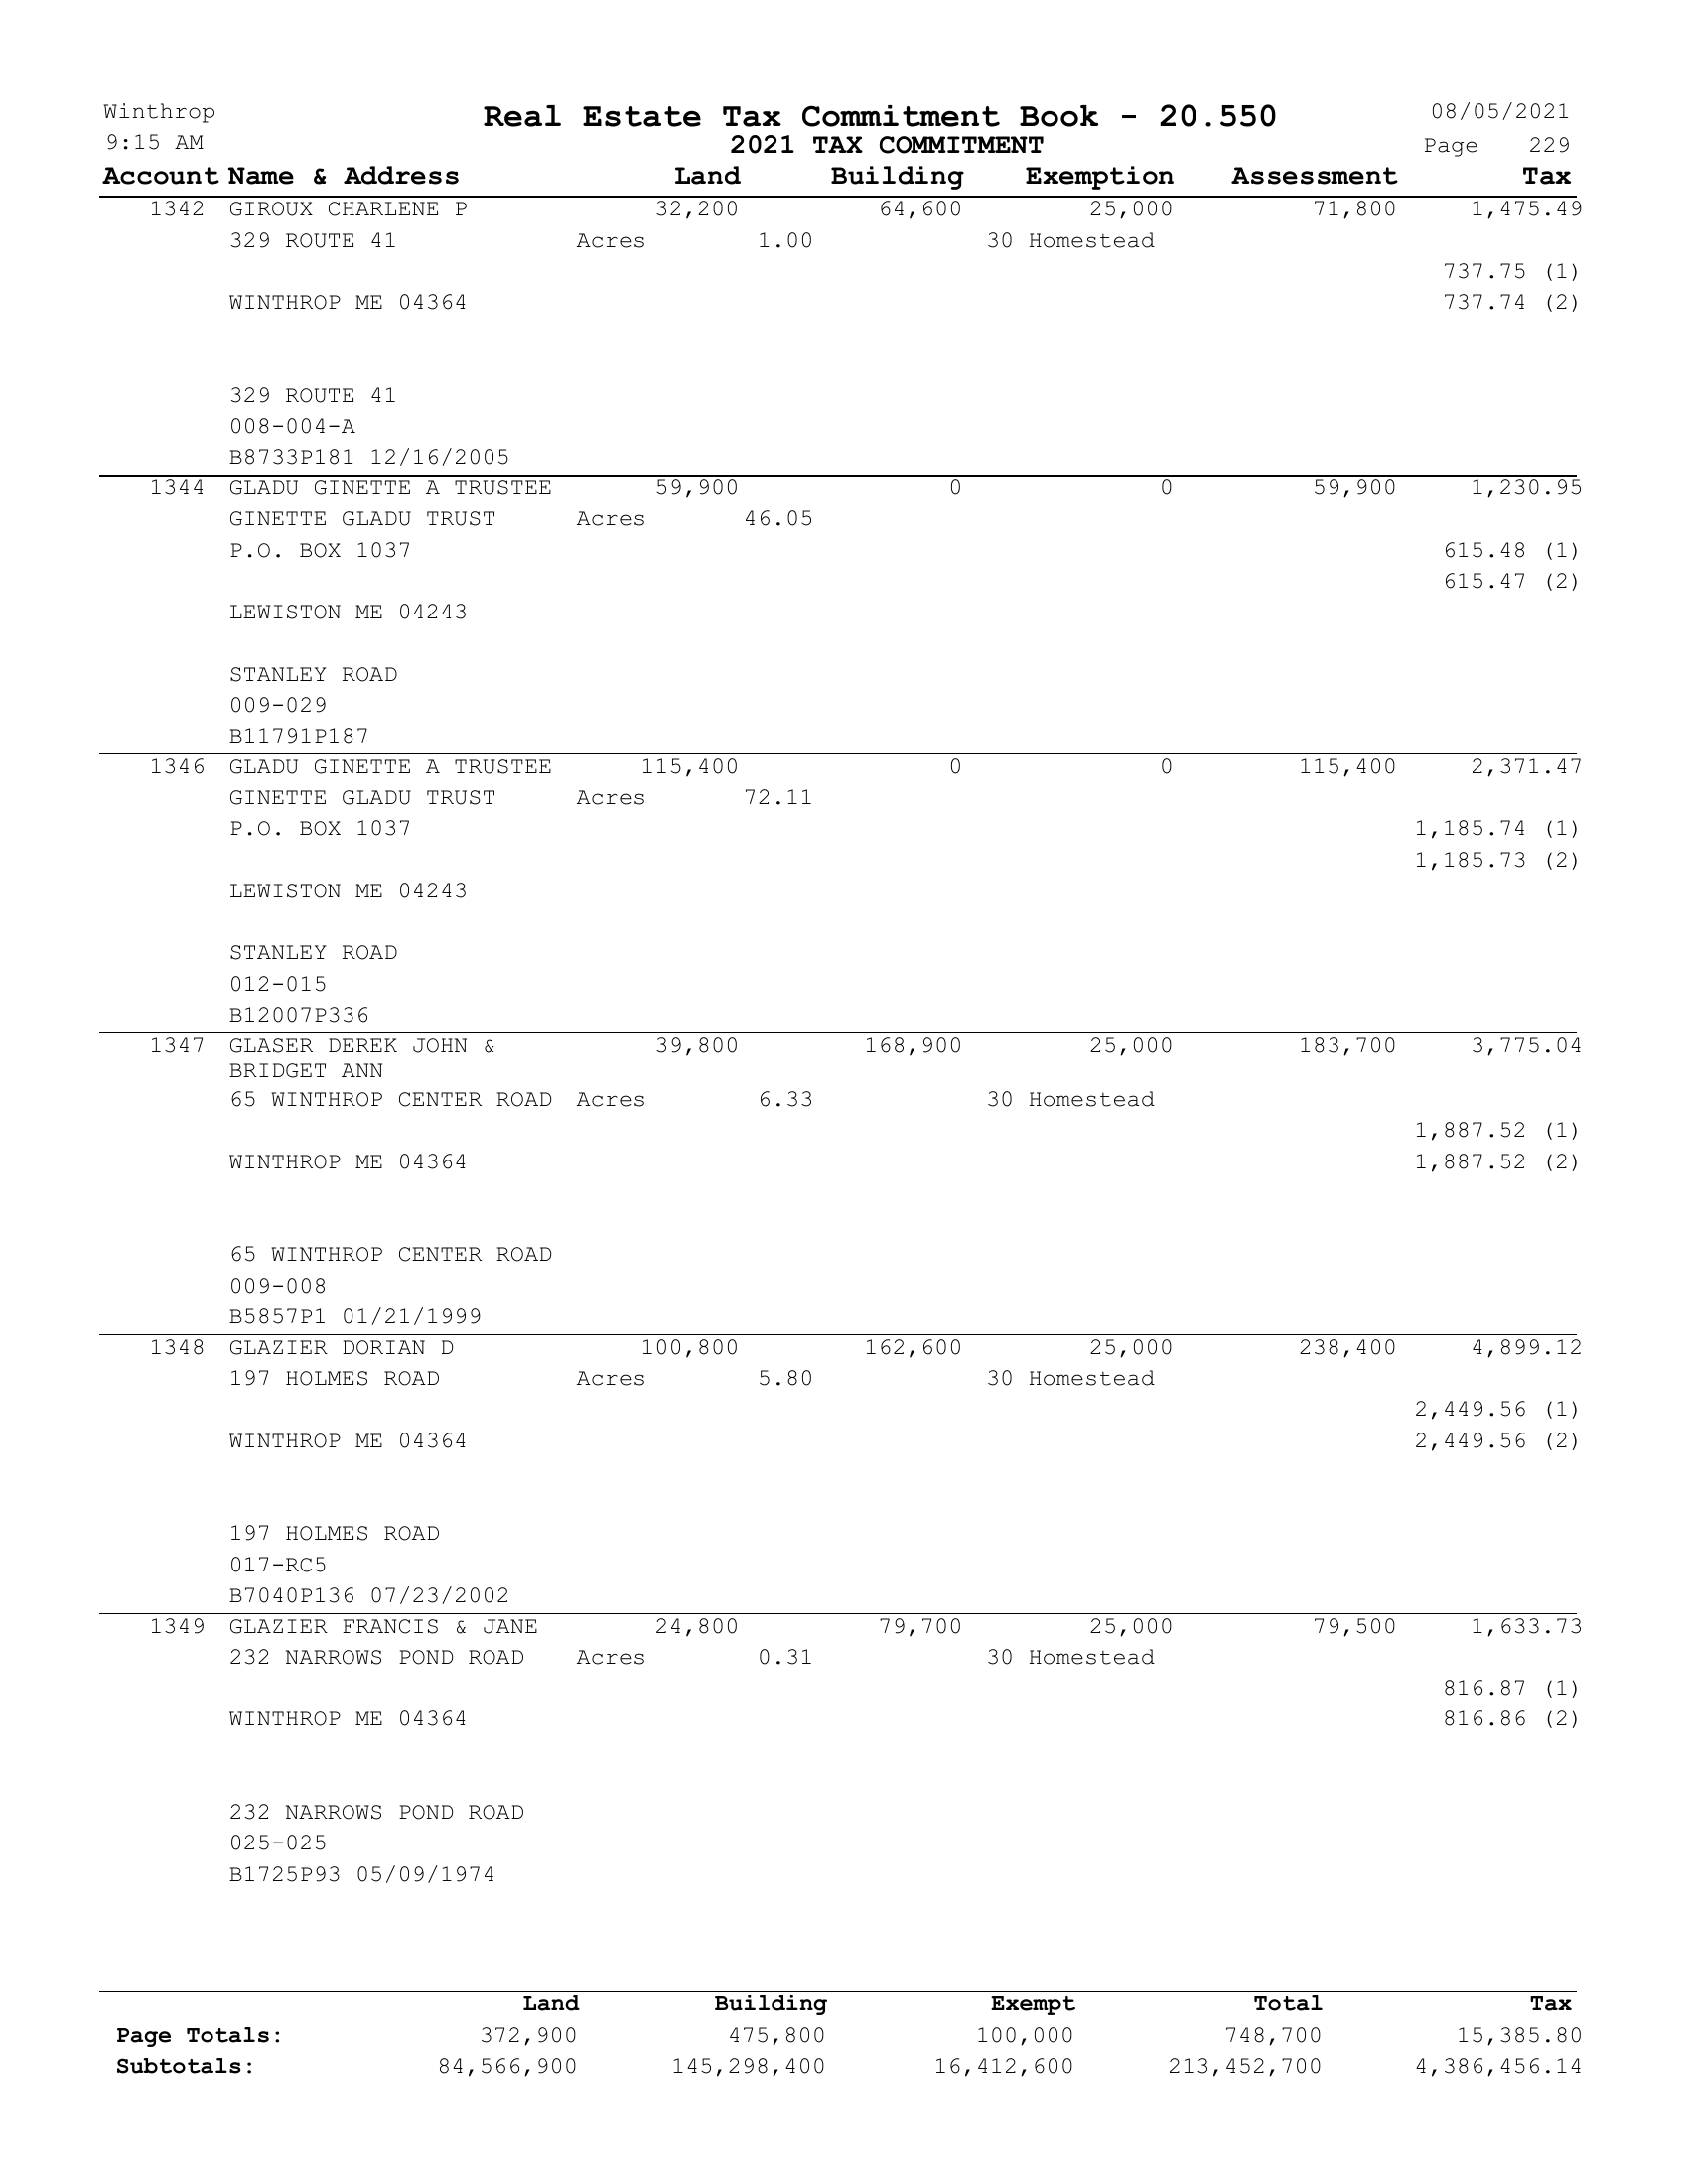 Winthrop Real Estate Tax Commitment Book - 20.550 08/05/2021
9:15 AM 2021 TAX COMMITMENT Page 229
Account Name & Address Land Building Exemption Assessment Tax
1342 GIROUX CHARLENE P 32,200 64,600 25,000 71,800 1,475.49
329 ROUTE 41 Acres 1.00 30 Homestead
737.75 (1)
WINTHROP ME 04364 737.74 (2)
329 ROUTE 41
008-004-A
B8733P181 12/16/2005
1344 GLADU GINETTE A TRUSTEE 59,900 0 0 59,900 1,230.95
GINETTE GLADU TRUST Acres 46.05
P.O. BOX 1037 615.48 (1)
615.47 (2)
LEWISTON ME 04243
STANLEY ROAD
009-029
B11791P187
1346 GLADU GINETTE A TRUSTEE 115,400 0 0 115,400 2,371.47
GINETTE GLADU TRUST Acres 72.11
P.O. BOX 1037 1,185.74 (1)
1,185.73 (2)
LEWISTON ME 04243
STANLEY ROAD
012-015
B12007P336
1347 GLASER DEREK JOHN & 39,800 168,900 25,000 183,700 3,775.04
BRIDGET ANN
65 WINTHROP CENTER ROAD Acres 6.33 30 Homestead
1,887.52 (1)
WINTHROP ME 04364 1,887.52 (2)
65 WINTHROP CENTER ROAD
009-008
B5857P1 01/21/1999
1348 GLAZIER DORIAN D 100,800 162,600 25,000 238,400 4,899.12
197 HOLMES ROAD Acres 5.80 30 Homestead
2,449.56 (1)
WINTHROP ME 04364 2,449.56 (2)
197 HOLMES ROAD
017-RC5
B7040P136 07/23/2002
1349 GLAZIER FRANCIS & JANE 24,800 79,700 25,000 79,500 1,633.73
232 NARROWS POND ROAD Acres 0.31 30 Homestead
816.87 (1)
WINTHROP ME 04364 816.86 (2)
232 NARROWS POND ROAD
025-025
B1725P93 05/09/1974
Land Building Exempt Total Tax
Page Totals: 372,900 475,800 100,000 748,700 15,385.80
Subtotals: 84,566,900 145,298,400 16,412,600 213,452,700 4,386,456.14